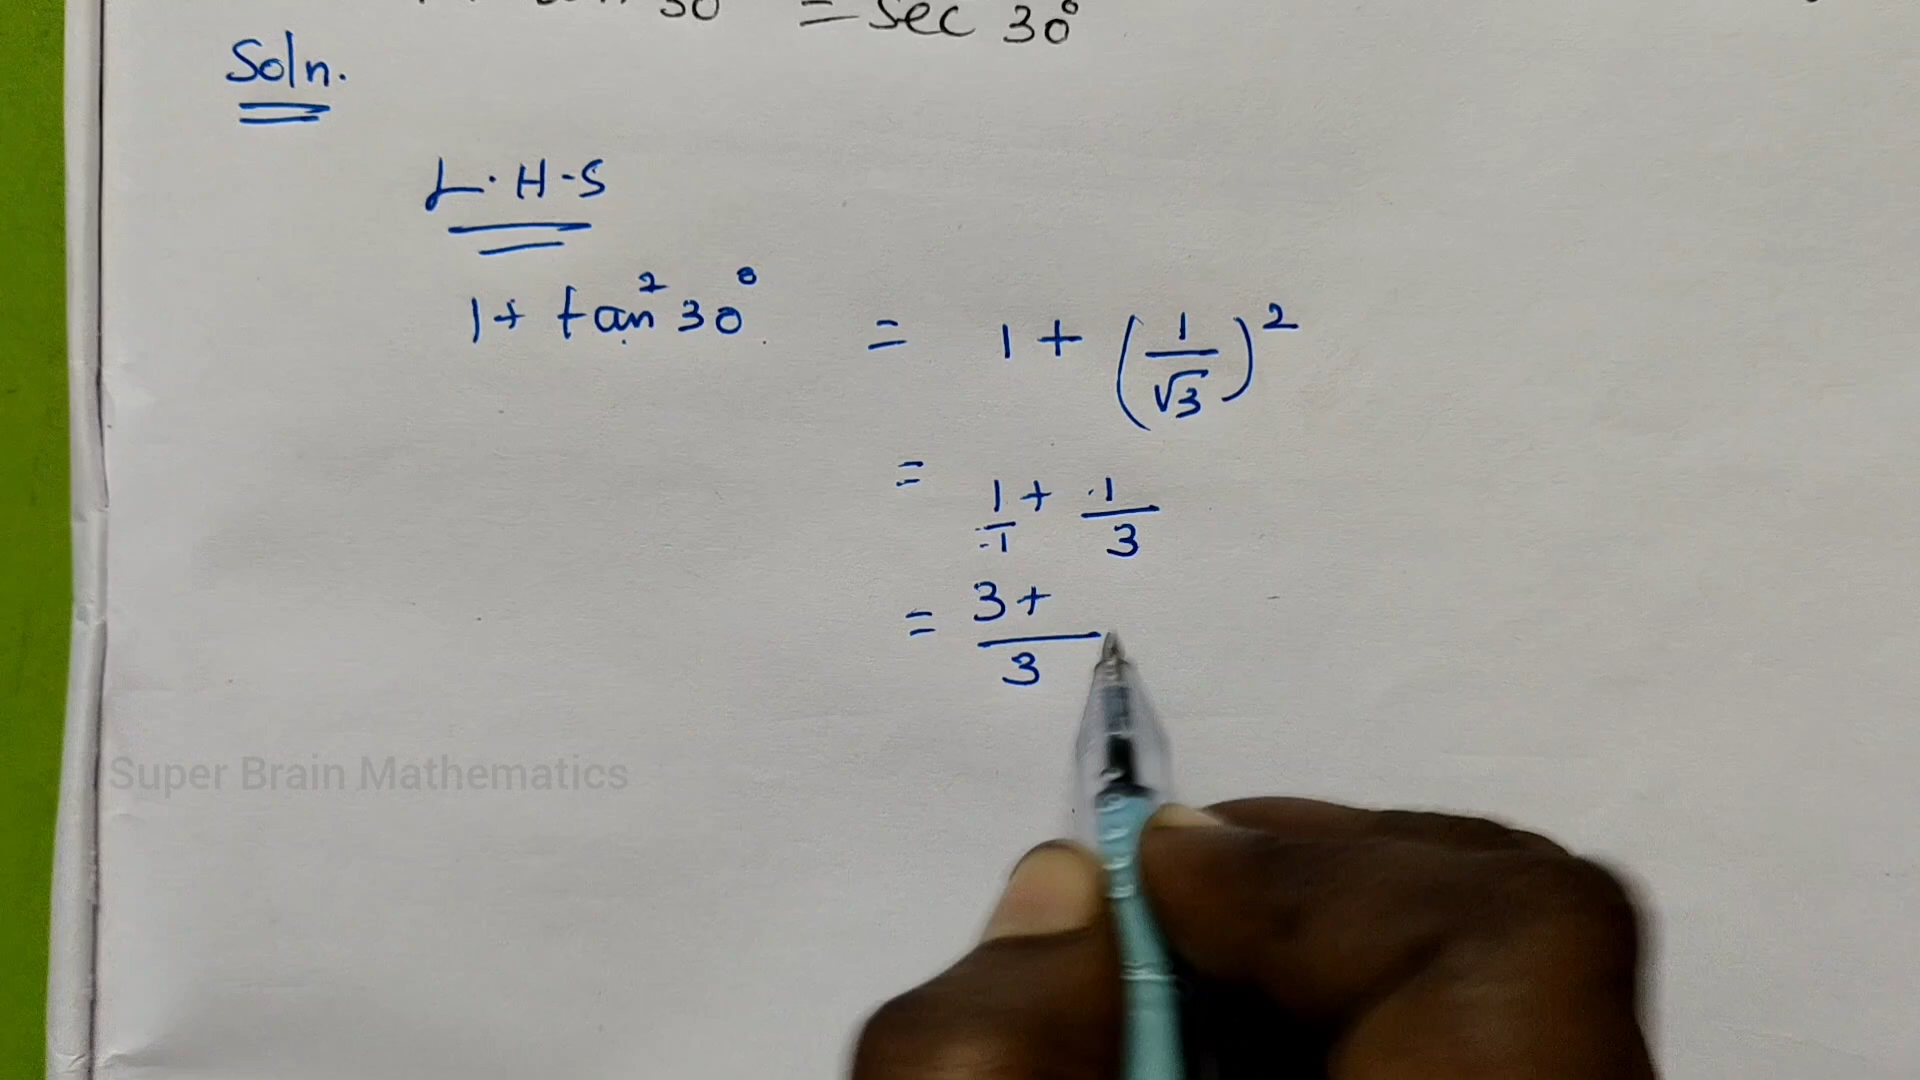 30 = sec 30°
Soln.
L.H.S
1 + tan² 30° = 1 + (1/√3)²
= 1/1 + 1/3
= 3+ /3
Super Brain Mathematics